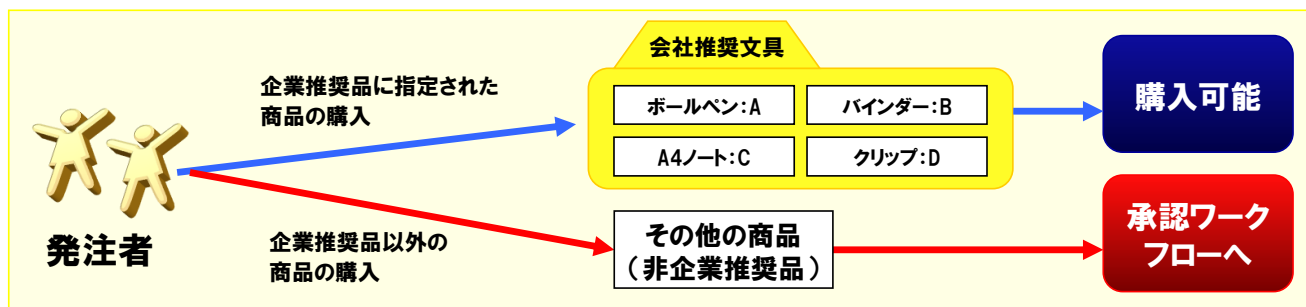 会社推奨文具
企業推奨品に指定された
商品の購入
ボールペン:A
バインダー:B
A4ノート:C
クリップ:D
購入可能
発注者
企業推奨品以外の
商品の購入
その他の商品
（非企業推奨品）
承認ワーク
フローへ